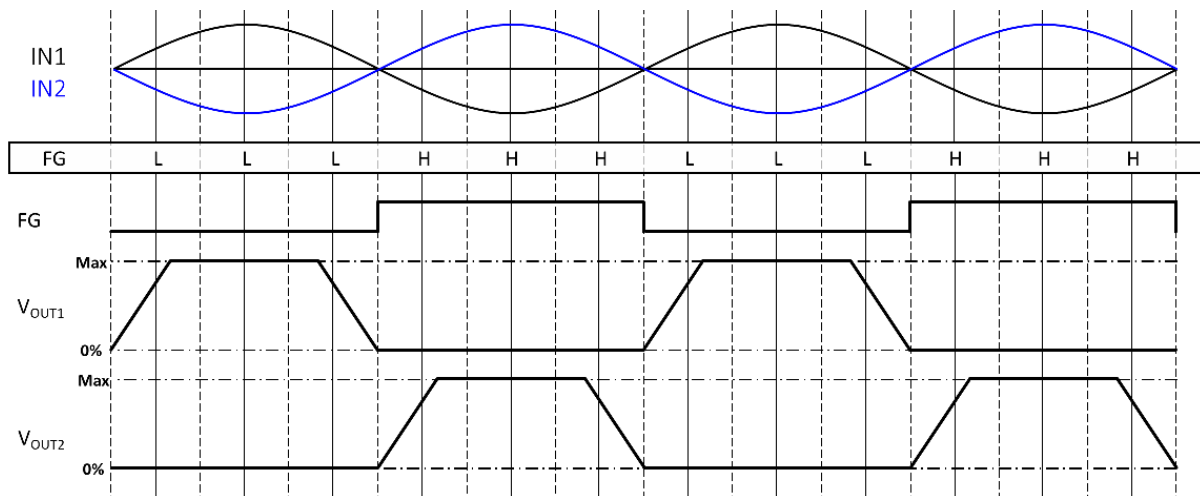 IN1
IN2
FG L L L H H H L L L H H H
FG
Max
VOUT1
0%
Max
VOUT2
0%